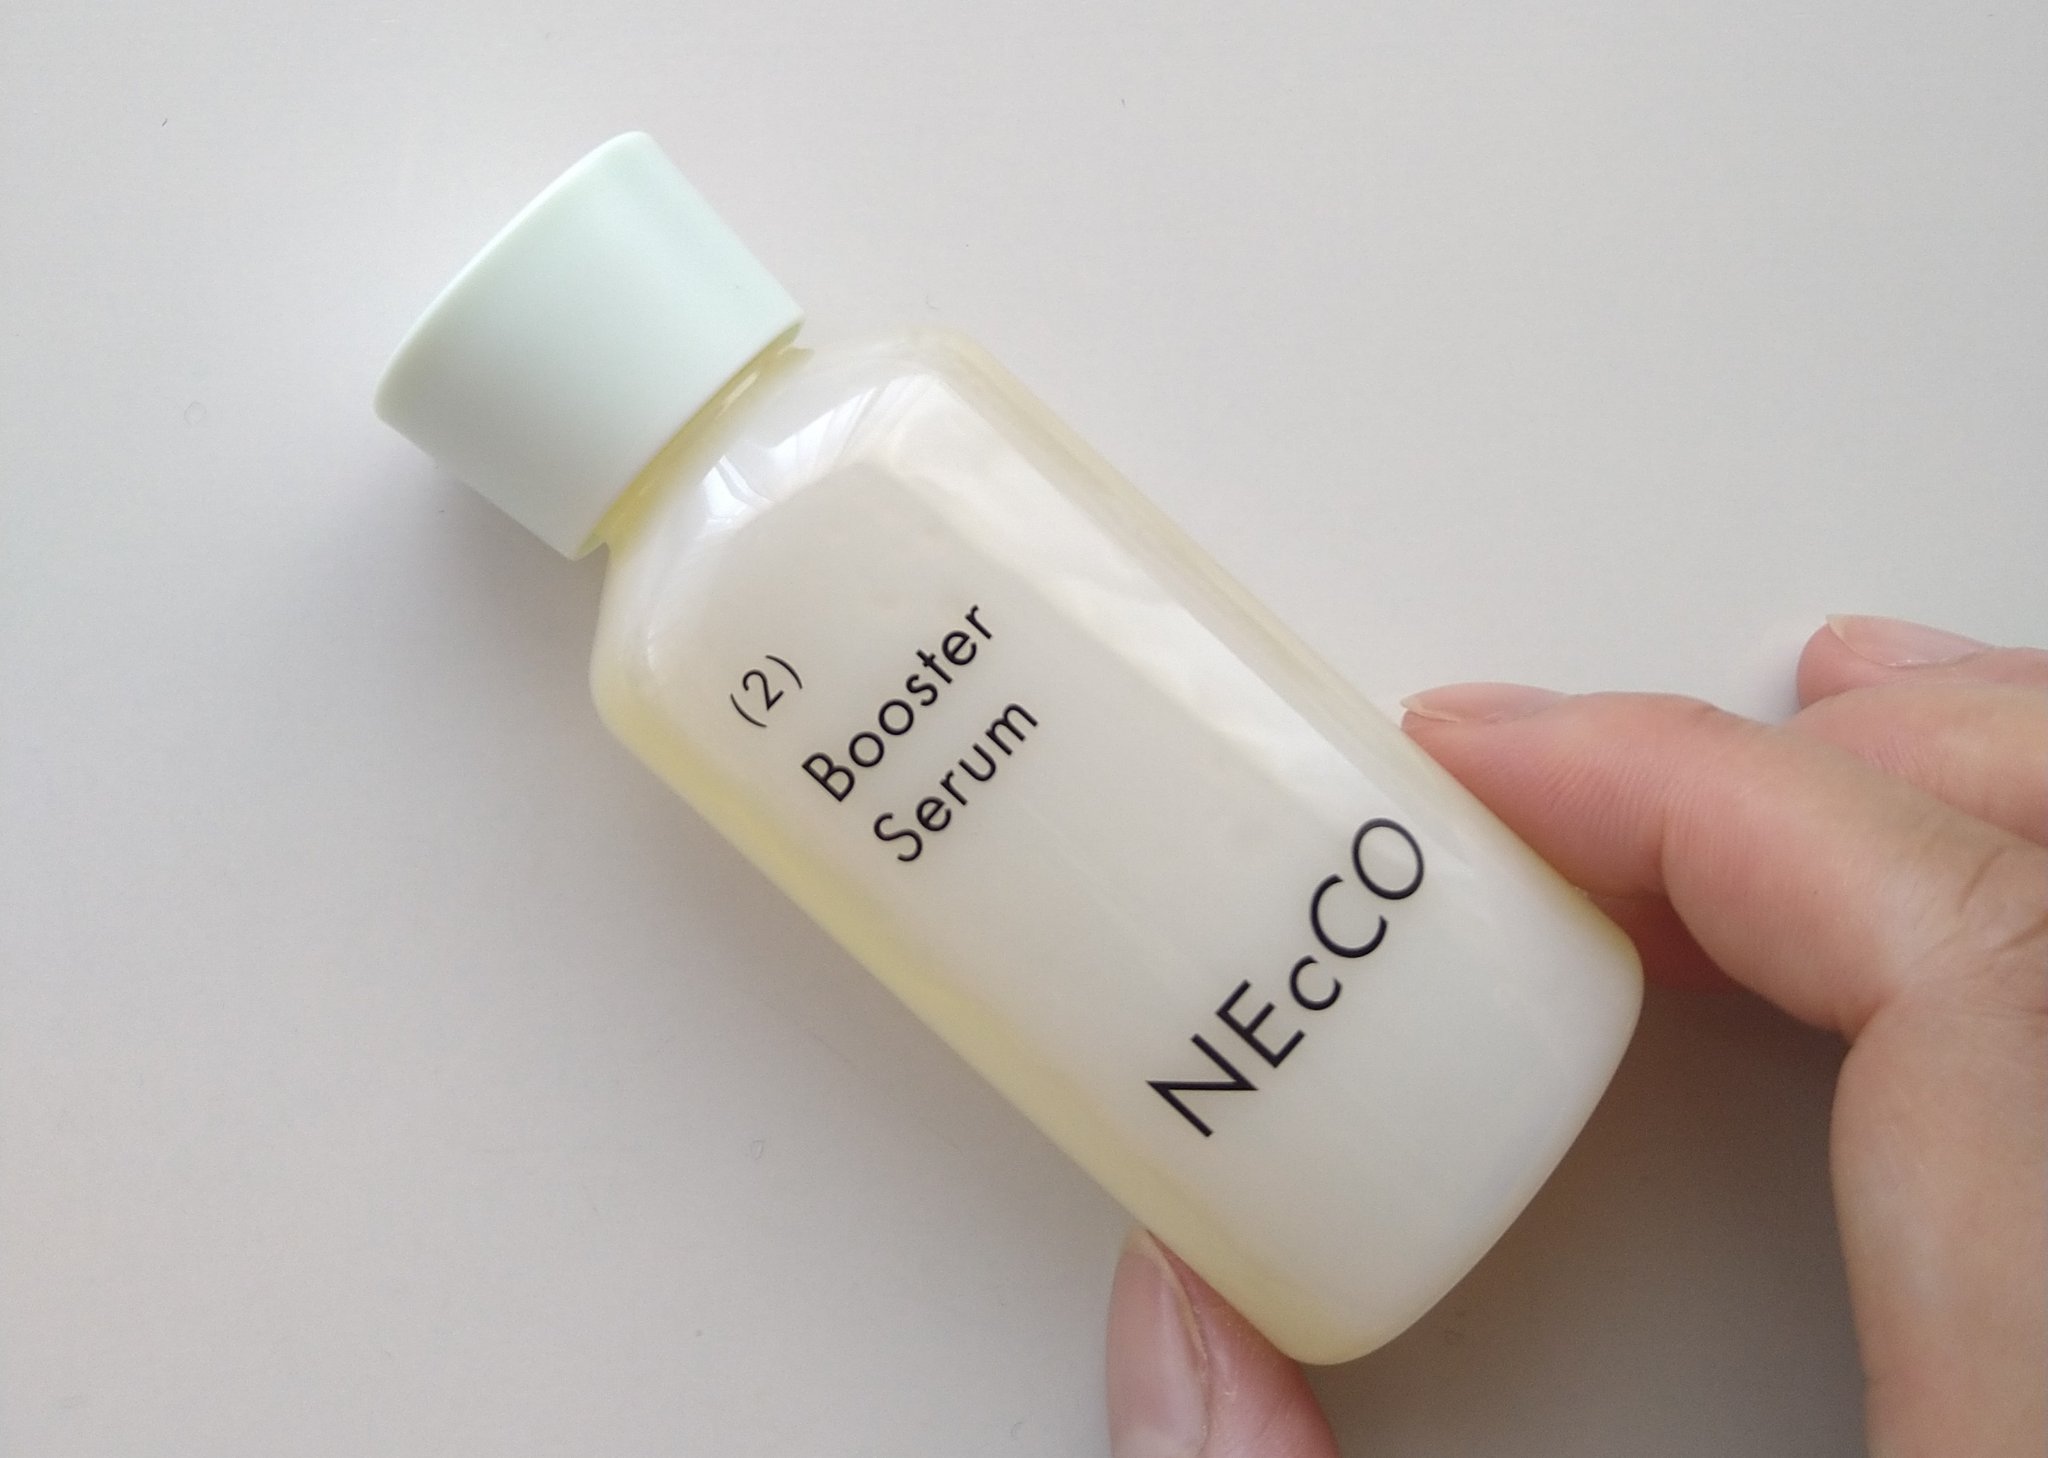 (2)
Booster
Serum
NEcCO